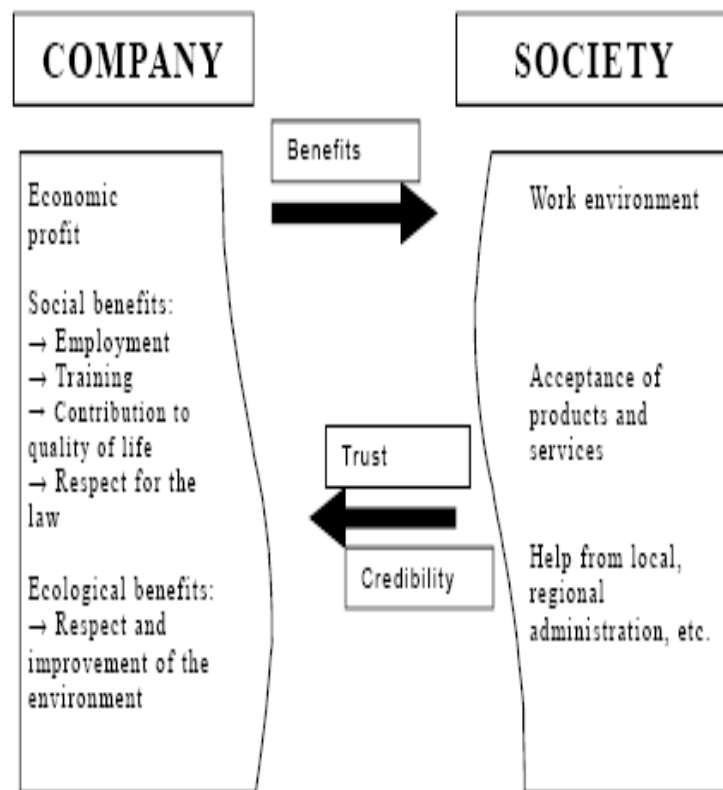 COMPANY
SOCIETY
Benefits
Economic
profit
Social benefits:
→ Employment
→ Training
→ Contribution to
quality of life
→ Respect for the
law
Ecological benefits:
→ Respect and
improvement of the
environment
Trust
Credibility
Work environment
Acceptance of
products and
services
Help from local,
regional
administration, etc.